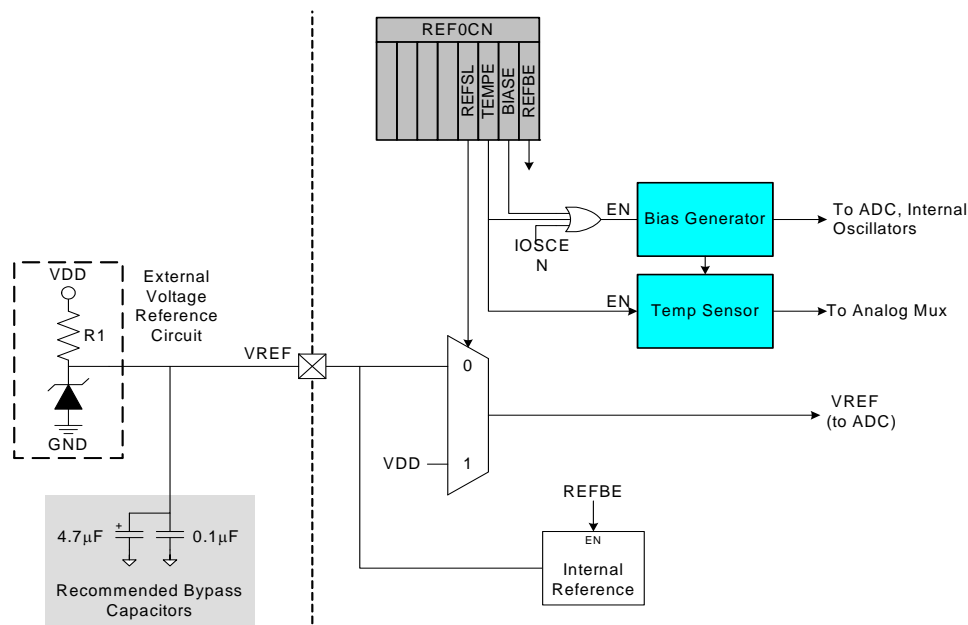 REF0CN
REFSL
TEMPE
BIASE
REFBE
EN
Bias Generator
To ADC, Internal
Oscillators
IOSCE
N
EN
Temp Sensor
To Analog Mux
VDD
R1
GND
External
Voltage
Reference
Circuit
VREF
0
1
VDD
VREF
(to ADC)
REFBE
EN
Internal
Reference
4.7μF
+
0.1μF
Recommended Bypass
Capacitors